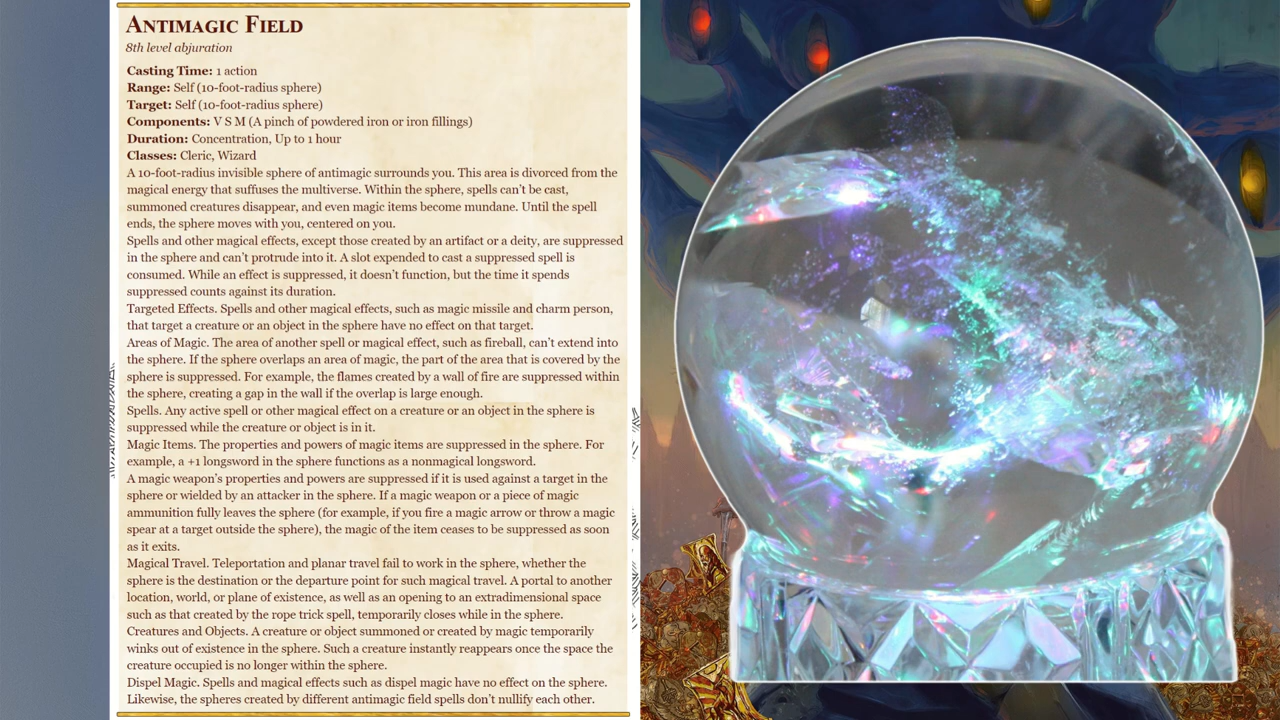 Antimagic Field
8th level abjuration
Casting Time: 1 action
Range: Self (10-foot-radius sphere)
Target: Self (10-foot-radius sphere)
Components: V S M (A pinch of powdered iron or iron fillings)
Duration: Concentration, Up to 1 hour
Classes: Cleric, Wizard
A 10-foot-radius invisible sphere of antimagic surrounds you. This area is divorced from the
magical energy that suffuses the multiverse. Within the sphere, spells can't be cast,
summoned creatures disappear, and even magic items become mundane. Until the spell
ends, the sphere moves with you, centered on you.
Spells and other magical effects, except those created by an artifact or a deity, are suppressed
in the sphere and can't protrude into it. A slot expended to cast a suppressed spell is
consumed. While an effect is suppressed, it doesn't function, but the time it spends
suppressed counts against its duration.
Targeted Effects. Spells and other magical effects, such as magic missile and charm person,
that target a creature or an object in the sphere have no effect on that target.
Areas of Magic. The area of another spell or magical effect, such as fireball, can't extend into
the sphere. If the sphere overlaps an area of magic, the part of the area that is covered by the
sphere is suppressed. For example, the flames created by a wall of fire are suppressed within
the sphere, creating a gap in the wall if the overlap is large enough.
Spells. Any active spell or other magical effect on a creature or an object in the sphere is
suppressed while the creature or object is in it.
Magic Items. The properties and powers of magic items are suppressed in the sphere. For
example, a +1 longsword in the sphere functions as a nonmagical longsword.
A magic weapon's properties and powers are suppressed if it is used against a target in the
sphere or wielded by an attacker in the sphere. If a magic weapon or a piece of magic
ammunition fully leaves the sphere (for example, if you fire a magic arrow or throw a magic
spear at a target outside the sphere), the magic of the item ceases to be suppressed as soon
as it exits.
Magical Travel. Teleportation and planar travel fail to work in the sphere, whether the
sphere is the destination or the departure point for such magical travel. A portal to another
location, world, or plane of existence, as well as an opening to an extradimensional space
such as that created by the rope trick spell, temporarily closes while in the sphere.
Creatures and Objects. A creature or object summoned or created by magic temporarily
winks out of existence in the sphere. Such a creature instantly reappears once the space the
creature occupied is no longer within the sphere.
Dispel Magic. Spells and magical effects such as dispel magic have no effect on the sphere.
Likewise, the spheres created by different antimagic field spells don't nullify each other.